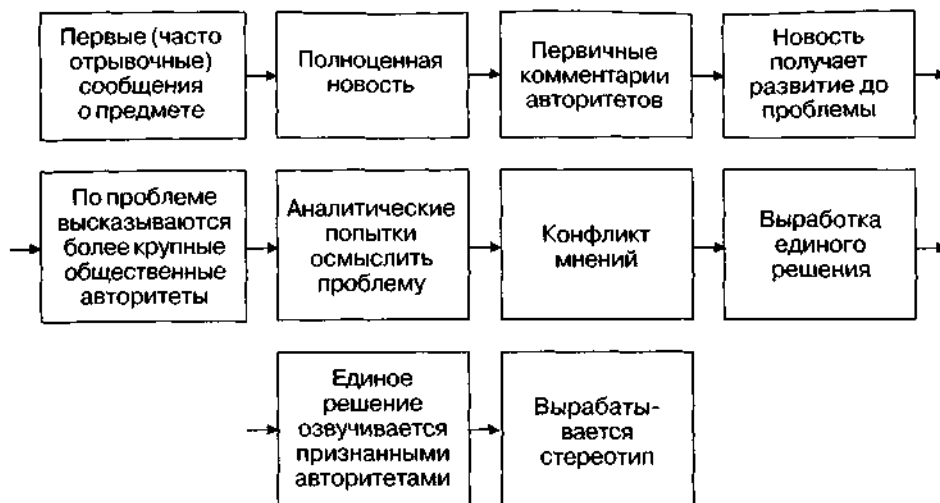 Первые (часто
отрывочные)
сообщения
о предмете
Полноценная
новость
Первичные
комментарии
авторитетов
Новость
получает
развитие до
проблемы
По проблеме
высказываются
более крупные
общественные
авторитеты
Аналитические
попытки
осмыслить
проблему
Конфликт
мнений
Выработка
единого
решения
Единое
решение
озвучивается
признанными
авторитетами
Вырабаты-
вается
стереотип